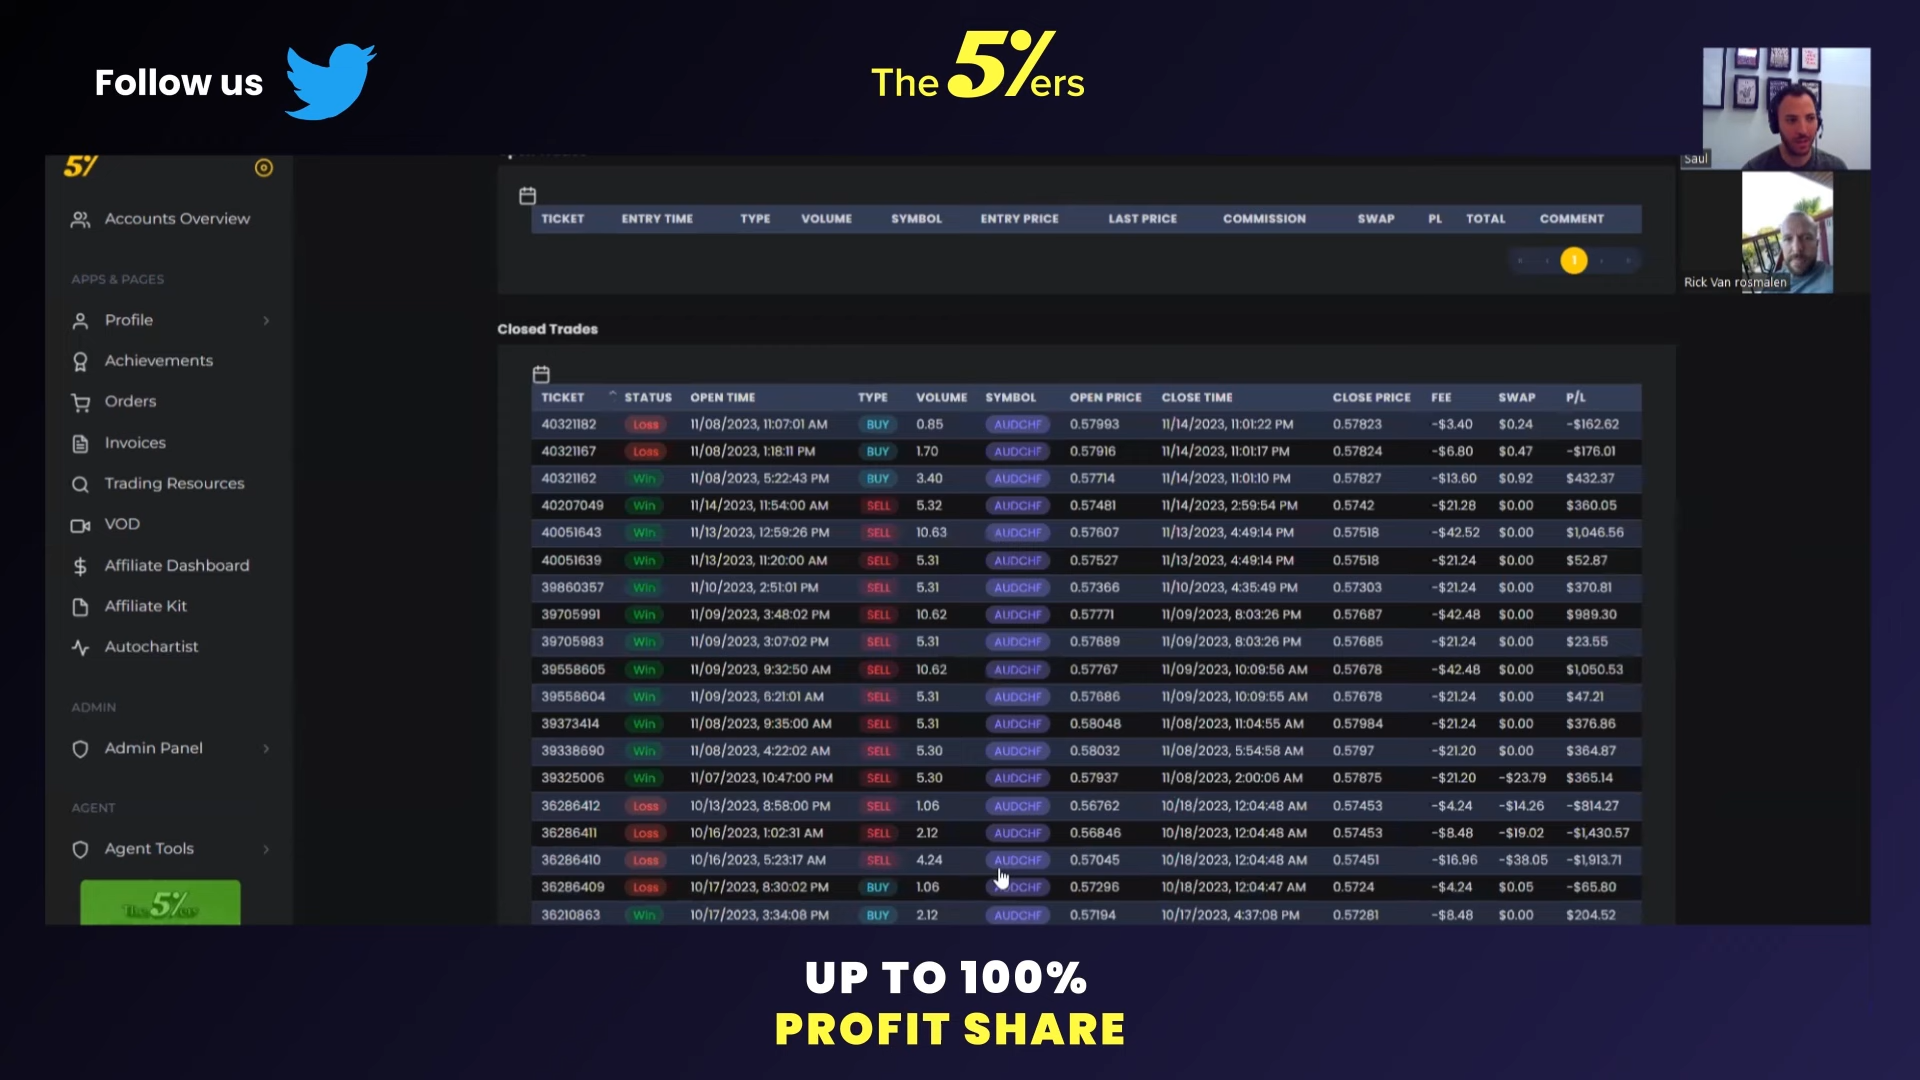 Follow us
The 5%ers
Saul
Rick Van rosmalen
5%
Accounts Overview
APPS & PAGES
Profile
Achievements
Orders
Invoices
Trading Resources
VOD
Affiliate Dashboard
Affiliate Kit
Autochartist
ADMIN
Admin Panel
AGENT
Agent Tools
The 5%ers
TICKET ENTRY TIME TYPE VOLUME SYMBOL ENTRY PRICE LAST PRICE COMMISSION SWAP PL TOTAL COMMENT
1
Closed Trades
TICKET STATUS OPEN TIME TYPE VOLUME SYMBOL OPEN PRICE CLOSE TIME CLOSE PRICE FEE SWAP P/L
40321182 Loss 11/08/2023, 11:07:01 AM BUY 0.85 AUDCHF 0.57993 11/14/2023, 11:01:22 PM 0.57823 -$3.40 $0.24 -$162.62
40321167 Loss 11/08/2023, 1:18:11 PM BUY 1.70 AUDCHF 0.57916 11/14/2023, 11:01:17 PM 0.57824 -$6.80 $0.47 -$176.01
40321162 Win 11/08/2023, 5:22:43 PM BUY 3.40 AUDCHF 0.57714 11/14/2023, 11:01:10 PM 0.57827 -$13.60 $0.92 $432.37
40207049 Win 11/14/2023, 11:54:00 AM SELL 5.32 AUDCHF 0.57481 11/14/2023, 2:59:54 PM 0.5742 -$21.28 $0.00 $360.05
40051643 Win 11/13/2023, 12:59:26 PM SELL 10.63 AUDCHF 0.57607 11/13/2023, 4:49:14 PM 0.57518 -$42.52 $0.00 $1,046.56
40051639 Win 11/13/2023, 11:20:00 AM SELL 5.31 AUDCHF 0.57527 11/13/2023, 4:49:14 PM 0.57518 -$21.24 $0.00 $52.87
39860357 Win 11/10/2023, 2:51:01 PM SELL 5.31 AUDCHF 0.57366 11/10/2023, 4:35:49 PM 0.57303 -$21.24 $0.00 $370.81
39705991 Win 11/09/2023, 3:48:02 PM SELL 10.62 AUDCHF 0.57771 11/09/2023, 8:03:26 PM 0.57687 -$42.48 $0.00 $989.30
39705983 Win 11/09/2023, 3:07:02 PM SELL 5.31 AUDCHF 0.57689 11/09/2023, 8:03:26 PM 0.57685 -$21.24 $0.00 $23.55
39558605 Win 11/09/2023, 9:32:50 AM SELL 10.62 AUDCHF 0.57767 11/09/2023, 10:09:56 AM 0.57678 -$42.48 $0.00 $1,050.53
39558604 Win 11/09/2023, 6:21:01 AM SELL 5.31 AUDCHF 0.57686 11/09/2023, 10:09:55 AM 0.57678 -$21.24 $0.00 $47.21
39373414 Win 11/08/2023, 9:35:00 AM SELL 5.31 AUDCHF 0.58048 11/08/2023, 11:04:55 AM 0.57984 -$21.24 $0.00 $376.86
39338690 Win 11/08/2023, 4:22:02 AM SELL 5.30 AUDCHF 0.58032 11/08/2023, 5:54:58 AM 0.5797 -$21.20 $0.00 $364.87
39325006 Win 11/07/2023, 10:47:00 PM SELL 5.30 AUDCHF 0.57937 11/08/2023, 2:00:06 AM 0.57875 -$21.20 -$23.79 $365.14
36286412 Loss 10/13/2023, 8:58:00 PM SELL 1.06 AUDCHF 0.56762 10/18/2023, 12:04:48 AM 0.57453 -$4.24 -$14.26 -$814.27
36286411 Loss 10/16/2023, 1:02:31 AM SELL 2.12 AUDCHF 0.56846 10/18/2023, 12:04:48 AM 0.57453 -$8.48 -$19.02 -$1,430.57
36286410 Loss 10/16/2023, 5:23:17 AM SELL 4.24 AUDCHF 0.57045 10/18/2023, 12:04:48 AM 0.57451 -$16.96 -$38.05 -$1,913.71
36286409 Loss 10/17/2023, 8:30:02 PM BUY 1.06 AUDCHF 0.57296 10/18/2023, 12:04:47 AM 0.5724 -$4.24 $0.05 -$65.80
36210863 Win 10/17/2023, 3:34:08 PM BUY 2.12 AUDCHF 0.57194 10/17/2023, 4:37:08 PM 0.57281 -$8.48 $0.00 $204.52
UP TO 100%
PROFIT SHARE